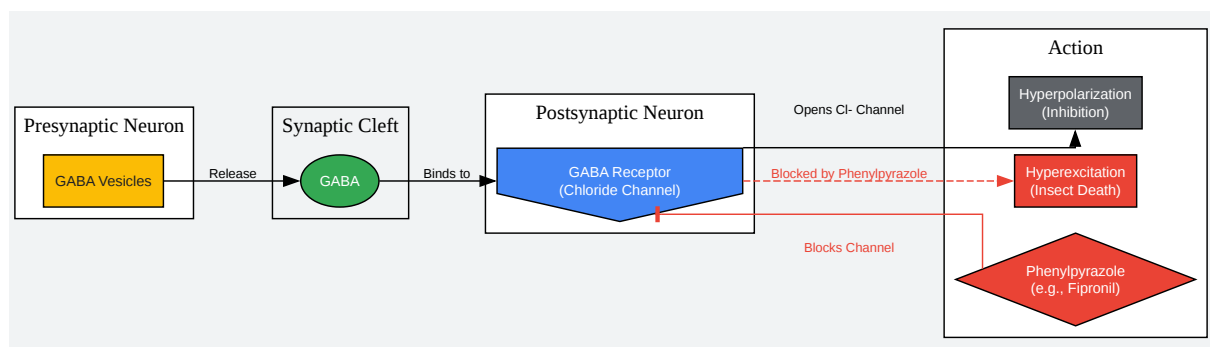 Presynaptic Neuron
GABA Vesicles
Release
Synaptic Cleft
GABA
Binds to
Postsynaptic Neuron
GABA Receptor
(Chloride Channel)
Opens Cl- Channel
Blocked by Phenylpyrazole
Blocks Channel
Action
Hyperpolarization
(Inhibition)
Hyperexcitation
(Insect Death)
Phenylpyrazole
(e.g., Fipronil)